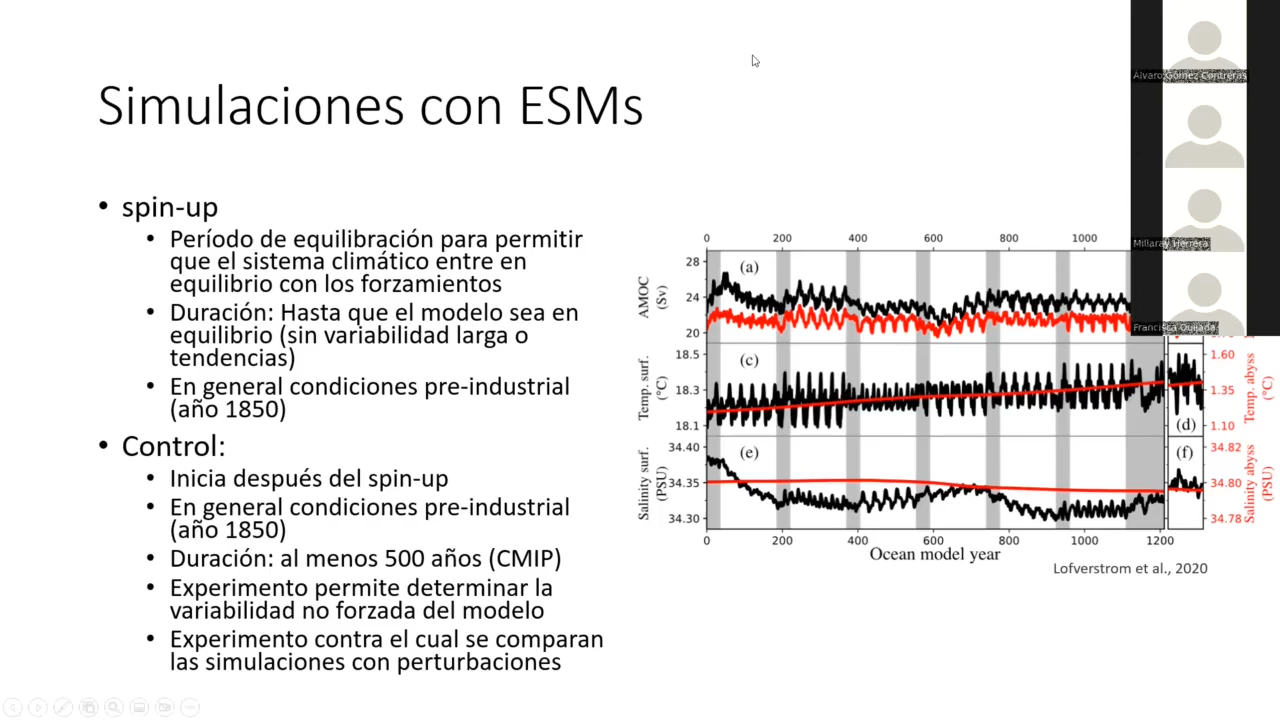 Simulaciones con ESMs
• spin-up
• Período de equilibración para permitir
que el sistema climático entre en
equilibrio con los forzamientos
• Duración: Hasta que el modelo sea en
equilibrio (sin variabilidad larga o
tendencias)
• En general condiciones pre-industrial
(año 1850)
• Control:
• Inicia después del spin-up
• En general condiciones pre-industrial
(año 1850)
• Duración: al menos 500 años (CMIP)
• Experimento permite determinar la
variabilidad no forzada del modelo
• Experimento contra el cual se comparan
las simulaciones con perturbaciones
0 200 400 600 800 1000
AMOC
(Sv)
28
24
20
(a)
Temp. surf.
(°C)
18.5
18.3
18.1
(c)
(d)
1.60
1.35
1.10
Temp. abyss
(°C)
Salinity surf.
(PSU)
34.40
34.35
34.30
(e)
(f)
34.82
34.80
34.78
Salinity abyss
(PSU)
0 200 400 600 800 1000 1200
Ocean model year
Lofverstrom et al., 2020
Álvaro Gómez Contreras
Millaray Herrera
Francisca Quijada